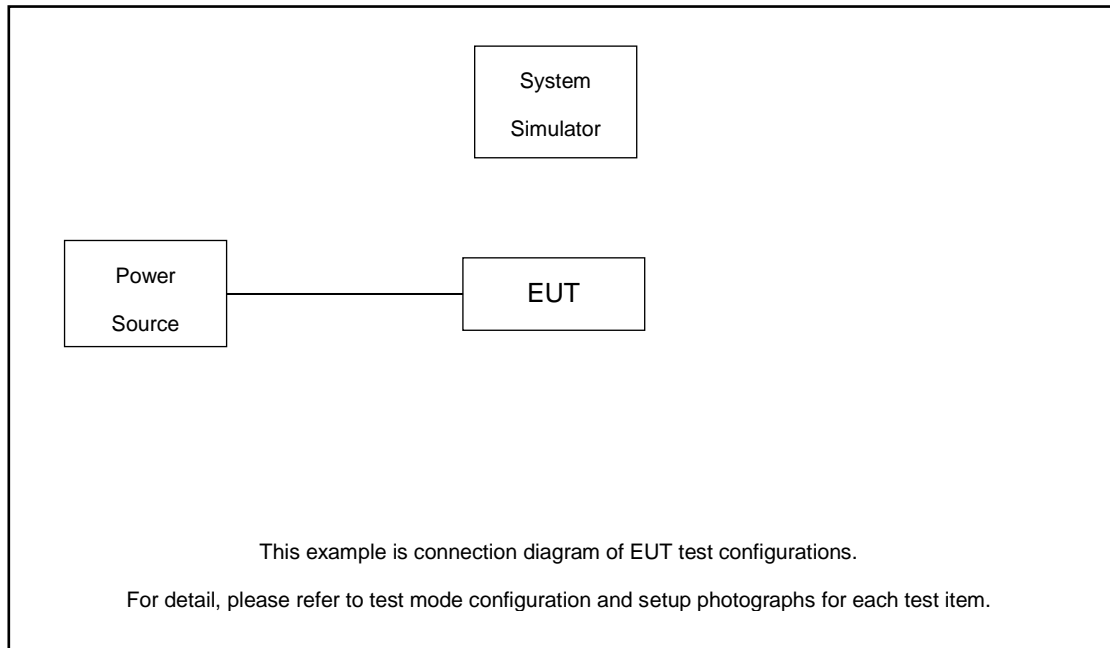 System
Simulator
Power
Source
EUT
This example is connection diagram of EUT test configurations.
For detail, please refer to test mode configuration and setup photographs for each test item.